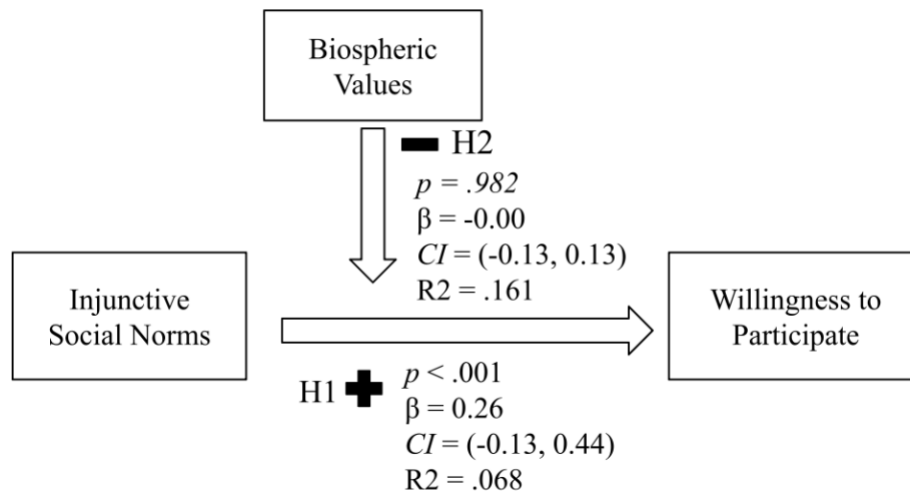 Biospheric
Values
H2
p = .982
β = -0.00
CI = (-0.13, 0.13)
R2 = .161
Injunctive
Social Norms
Willingness to
Participate
H1
p < .001
β = 0.26
CI = (-0.13, 0.44)
R2 = .068